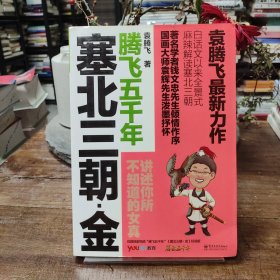 袁腾飞最新力作
白话文以来全景式
麻辣解读塞北三朝
著名学者钱文忠先生倾情作序
国画大师袁辉先生泼墨抒怀
袁腾飞 著
腾飞五千年
塞北三朝·金
讲述你所
不知道的女真